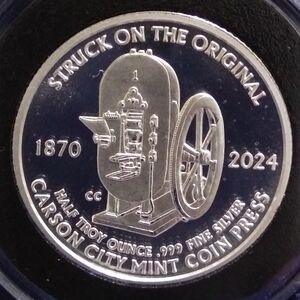 STRUCK ON THE ORIGINAL
1
1870
2024
CC
HALF TROY OUNCE .999 FINE SILVER
CARSON CITY MINT COIN PRESS